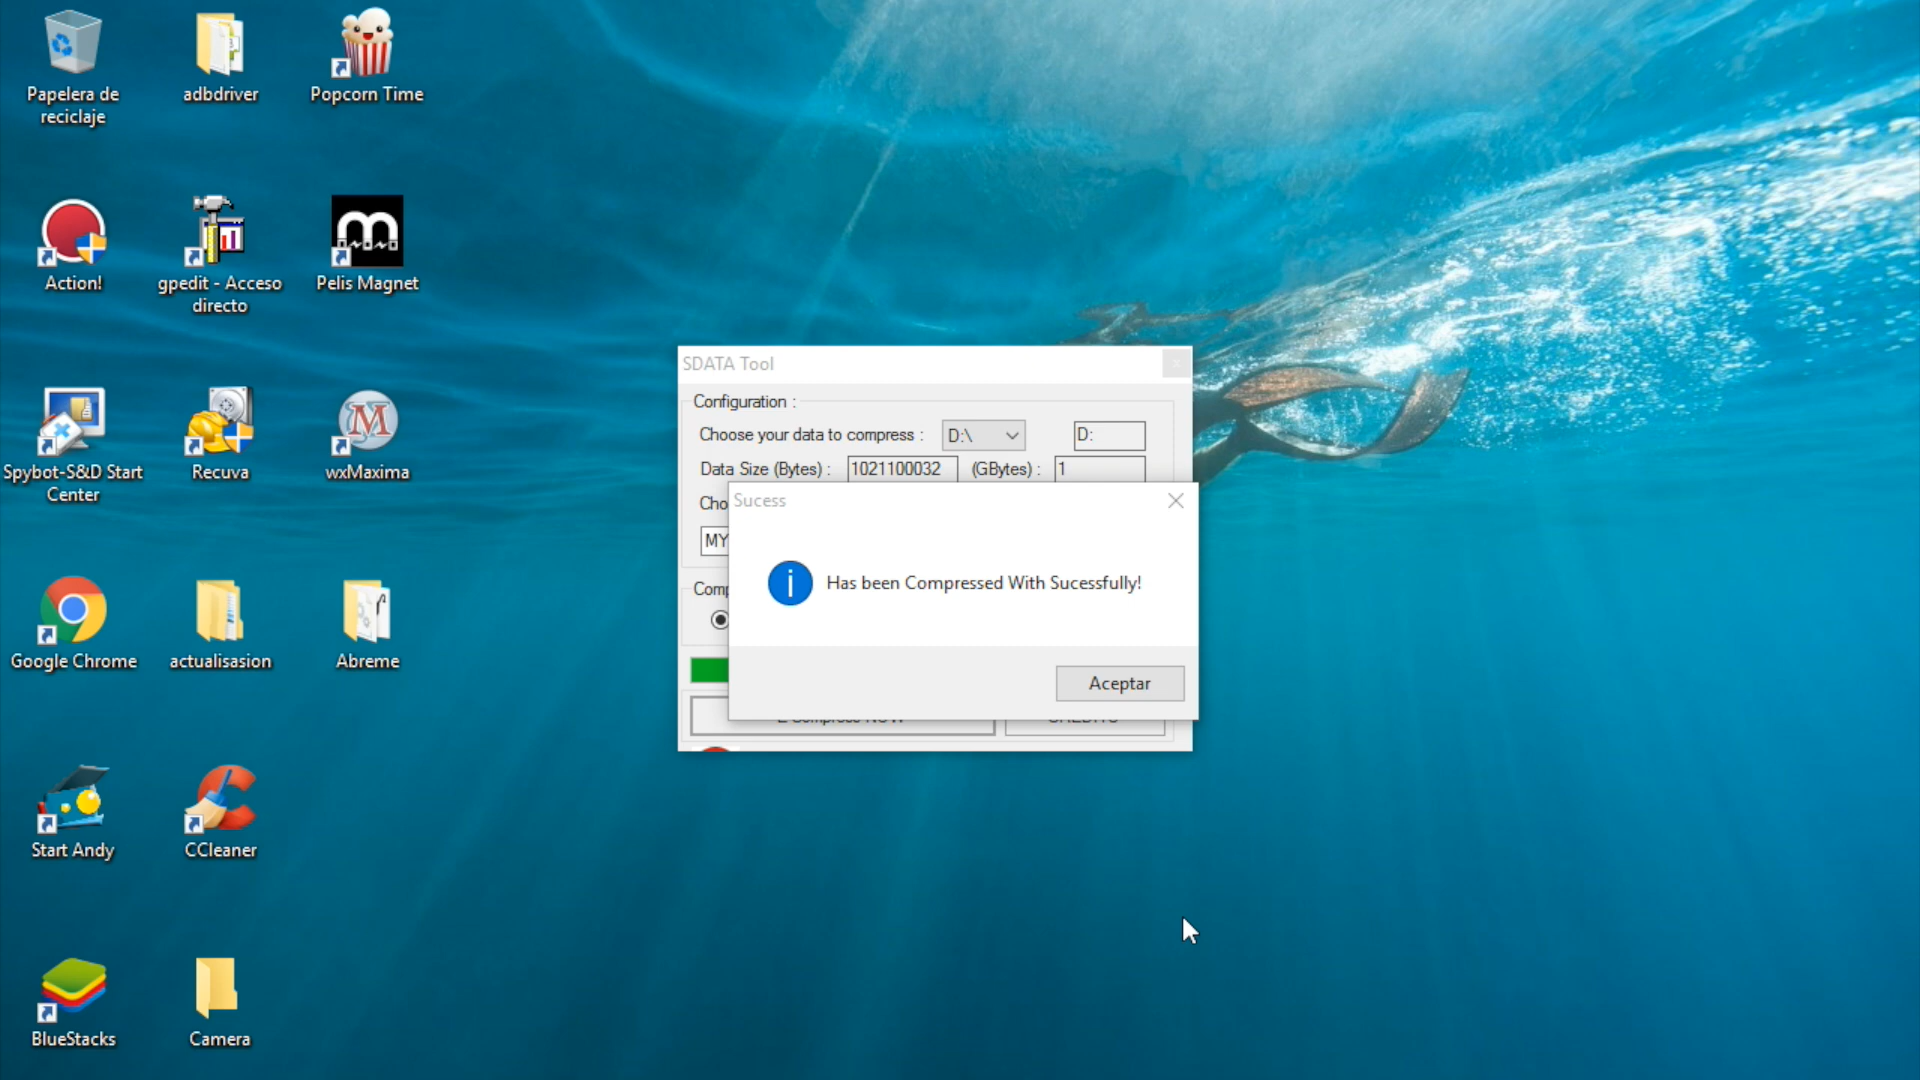 Papelera de
reciclaje
adbdriver
Popcorn Time
Action!
gpedit - Acceso
directo
Pelis Magnet
Spybot-S&D Start
Center
Recuva
wxMaxima
Google Chrome
actualisasion
Abreme
Start Andy
CCleaner
BlueStacks
Camera
SDATA Tool
Configuration :
Choose your data to compress :
D:\
D:
Data Size (Bytes) :
1021100032
(GBytes) :
1
Cho
MY
Comp
Sucess
Has been Compressed With Sucessfully!
Aceptar